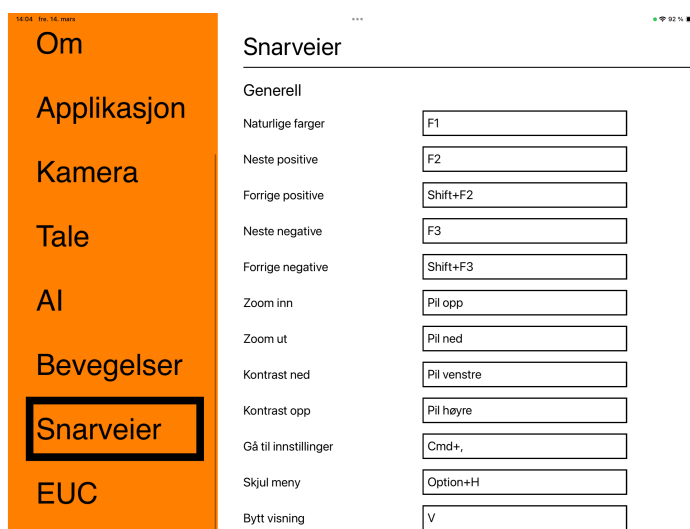 14:04 fre. 14. mars
92 %
Om
Applikasjon
Kamera
Tale
AI
Bevegelser
Snarveier
EUC
Snarveier
Generell
Naturlige farger F1
Neste positive F2
Forrige positive Shift+F2
Neste negative F3
Forrige negative Shift+F3
Zoom inn Pil opp
Zoom ut Pil ned
Kontrast ned Pil venstre
Kontrast opp Pil høyre
Gå til innstillinger Cmd+,
Skjul meny Option+H
Bytt visning V